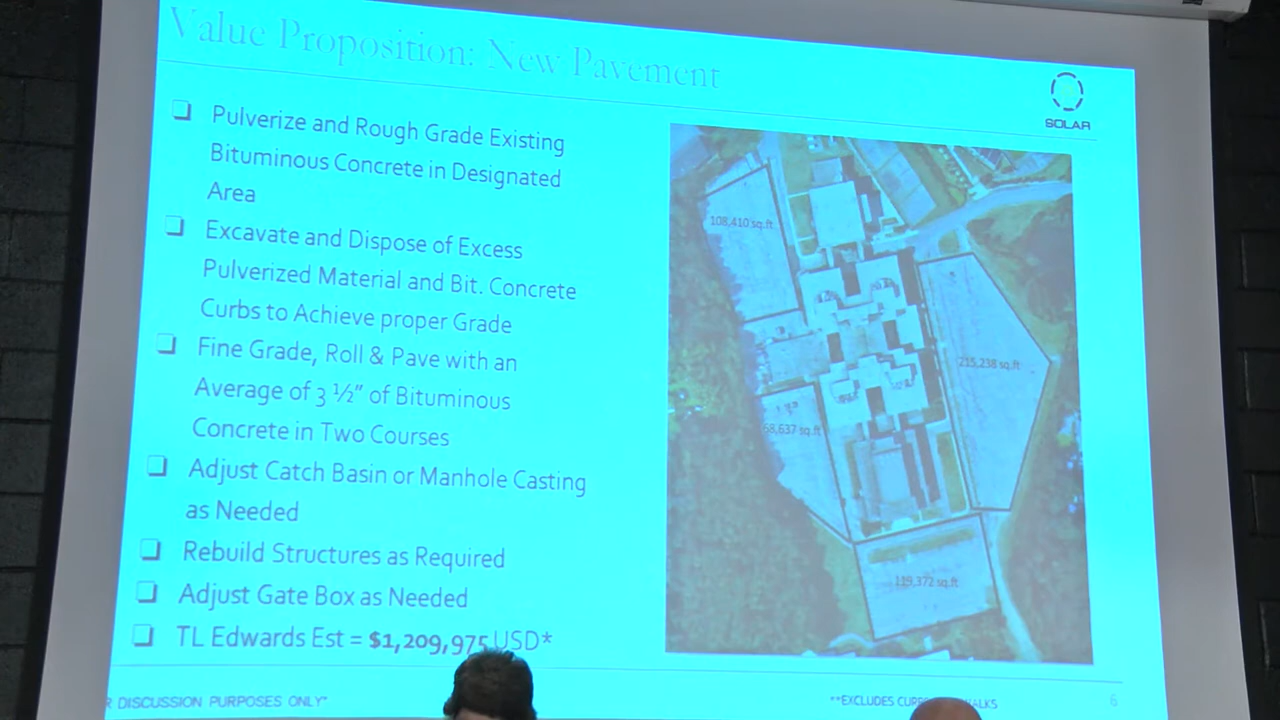 Value Proposition: New Pavement
SOLAR
Pulverize and Rough Grade Existing
Bituminous Concrete in Designated
Area
Excavate and Dispose of Excess
Pulverized Material and Bit. Concrete
Curbs to Achieve proper Grade
Fine Grade, Roll & Pave with an
Average of 3 ½” of Bituminous
Concrete in Two Courses
Adjust Catch Basin or Manhole Casting
as Needed
Rebuild Structures as Required
Adjust Gate Box as Needed
TL Edwards Est = $1,209,975 USD*
108,410 sq.ft
215,238 sq.ft
68,637 sq.ft
119,372 sq.ft
DISCUSSION PURPOSES ONLY*
**EXCLUDES
6